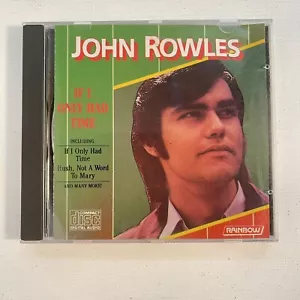 JOHN ROWLES
IF I
ONLY HAD
TIME
INCLUDING
If I Only Had
Time
Hush, Not A Word
To Mary
AND MANY MORE!
COMPACT
disc
DIGITAL AUDIO
RAINBOW